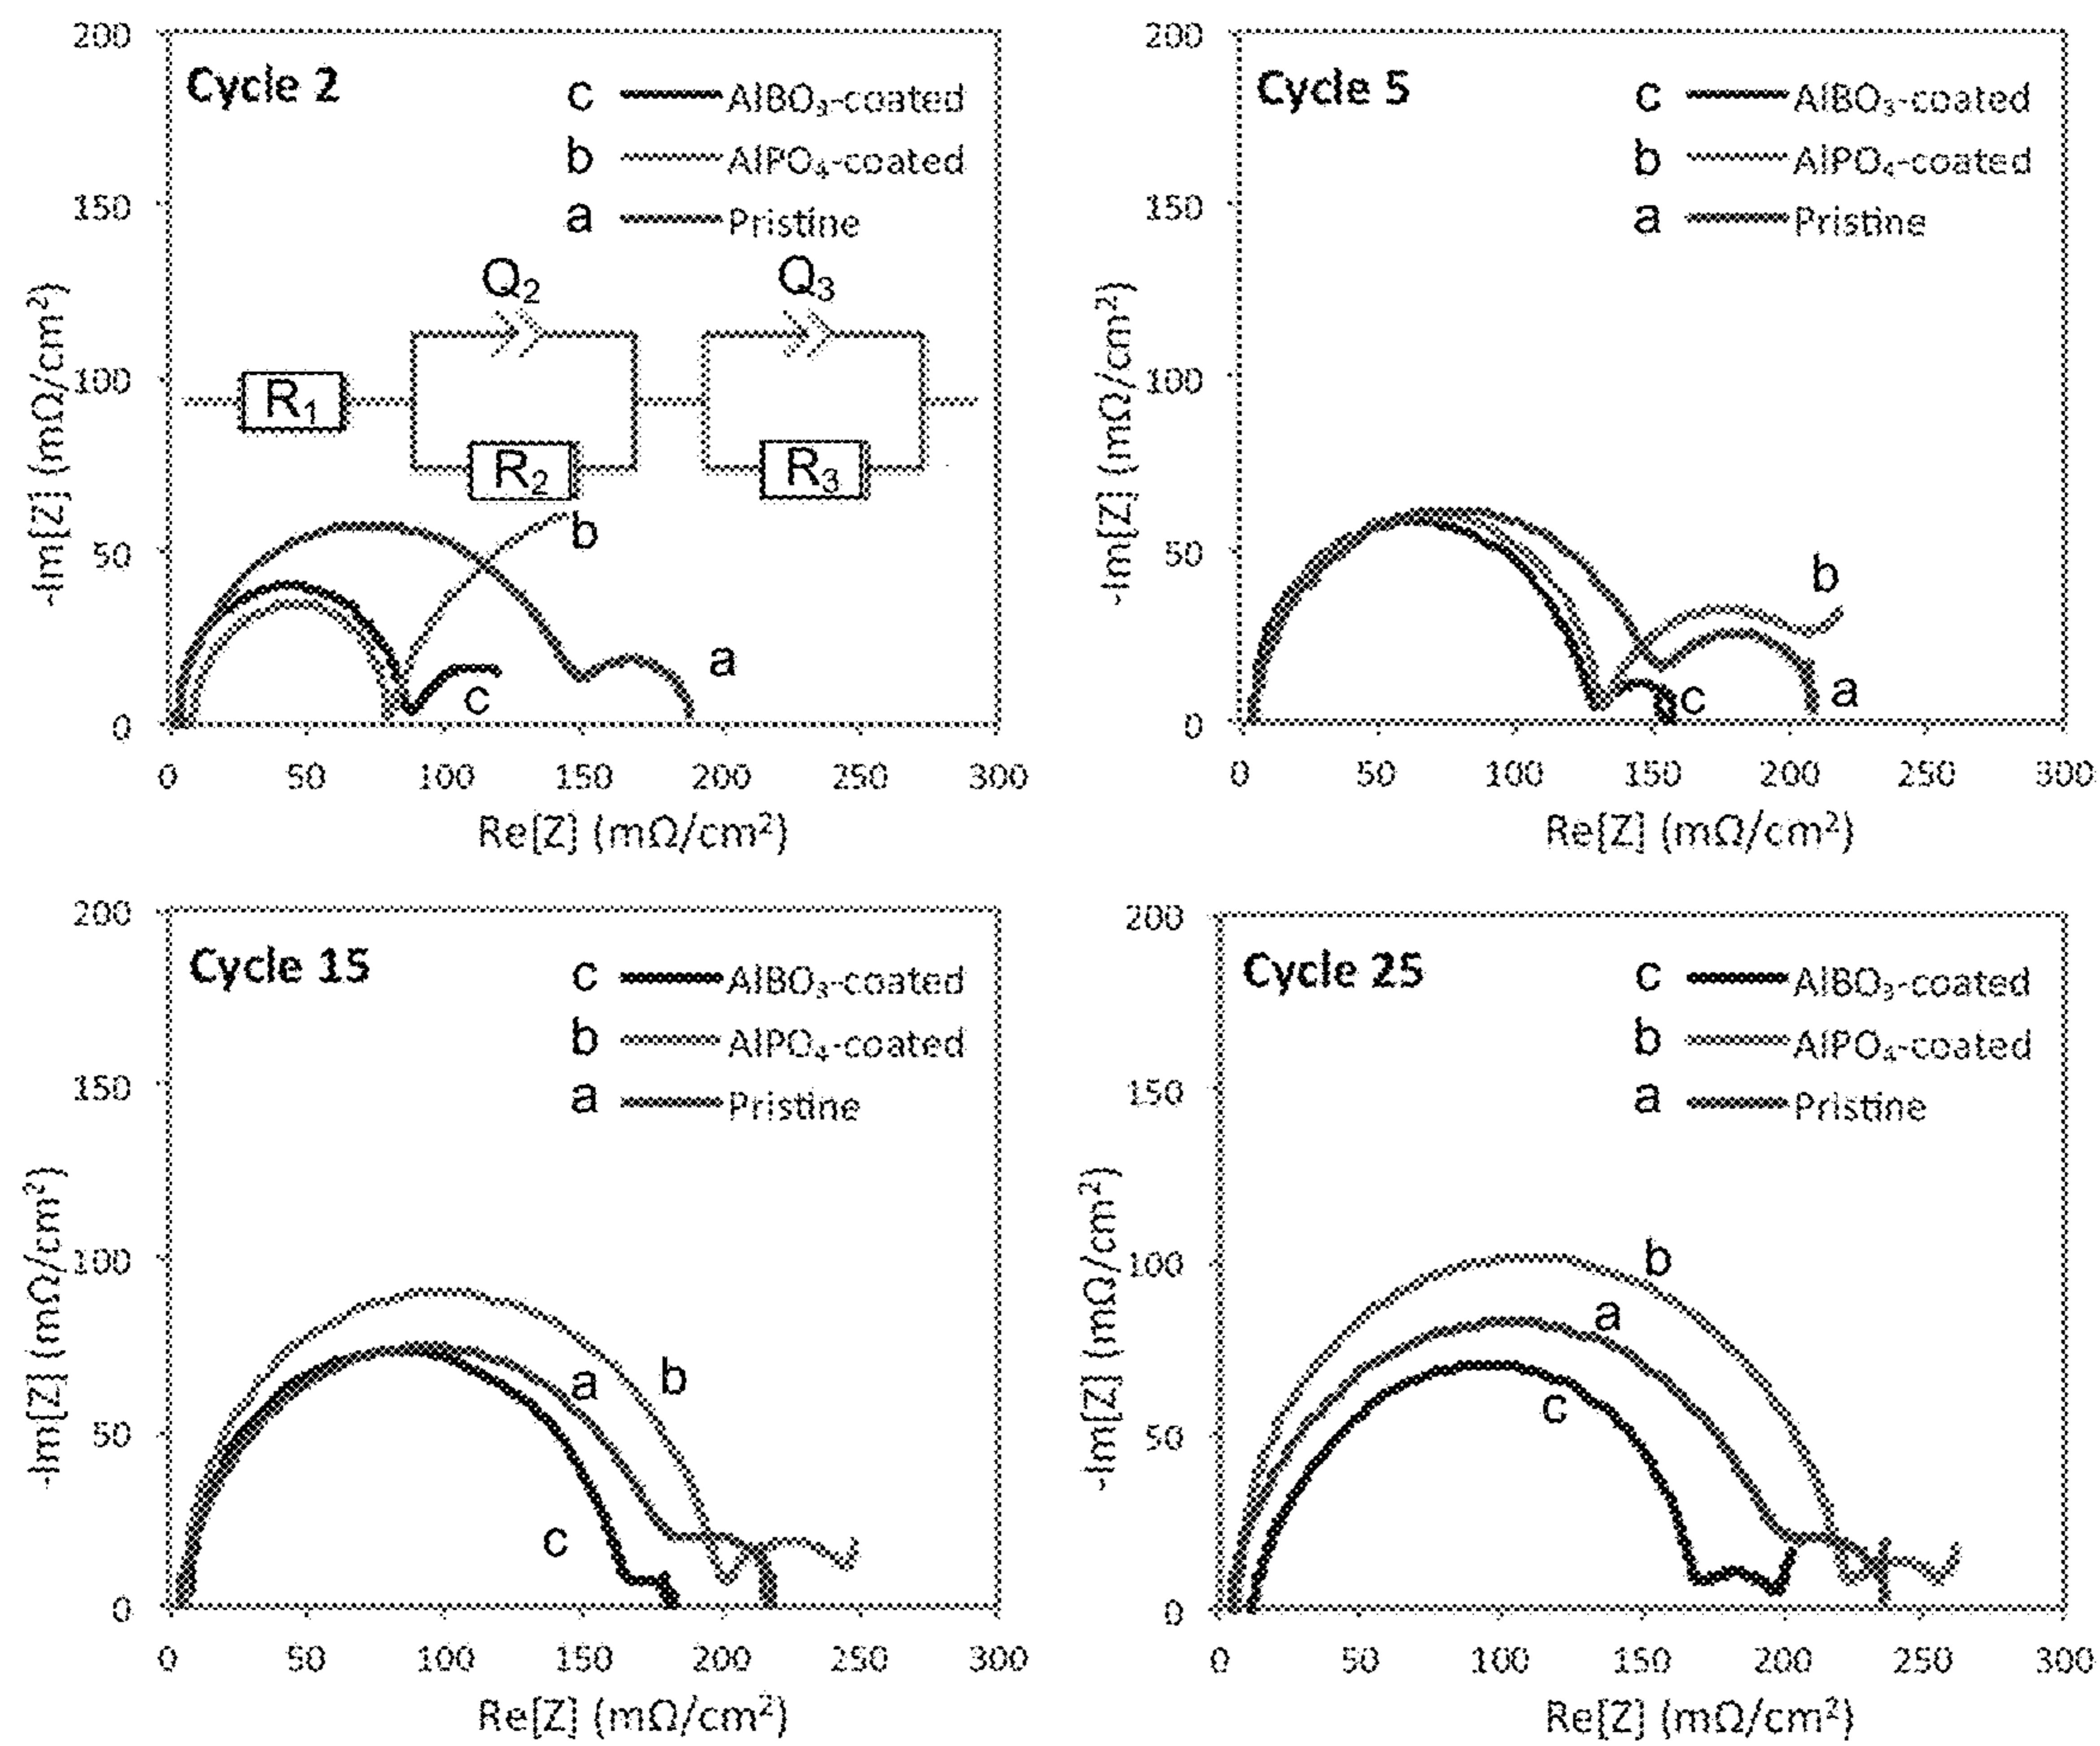 200
Cycle 2
c AlBO₃-coated
b AlPO₄-coated
a Pristine
150
Q₂ Q₃
100
R₁
R₂ R₃
b
50
a
c
0
0 50 100 150 200 250 300
-Im[Z] (mΩ/cm²)
Re[Z] (mΩ/cm²)
200
Cycle 5
c AlBO₃-coated
b AlPO₄-coated
a Pristine
150
100
50
b
a
c
0
0 50 100 150 200 250 300
-Im[Z] (mΩ/cm²)
Re[Z] (mΩ/cm²)
200
Cycle 15
c AlBO₃-coated
b AlPO₄-coated
a Pristine
150
100
a b
50
c
0
0 50 100 150 200 250 300
-Im[Z] (mΩ/cm²)
Re[Z] (mΩ/cm²)
200
Cycle 25
c AlBO₃-coated
b AlPO₄-coated
a Pristine
150
100
b
a
c
50
0
0 50 100 150 200 250 300
-Im[Z] (mΩ/cm²)
Re[Z] (mΩ/cm²)